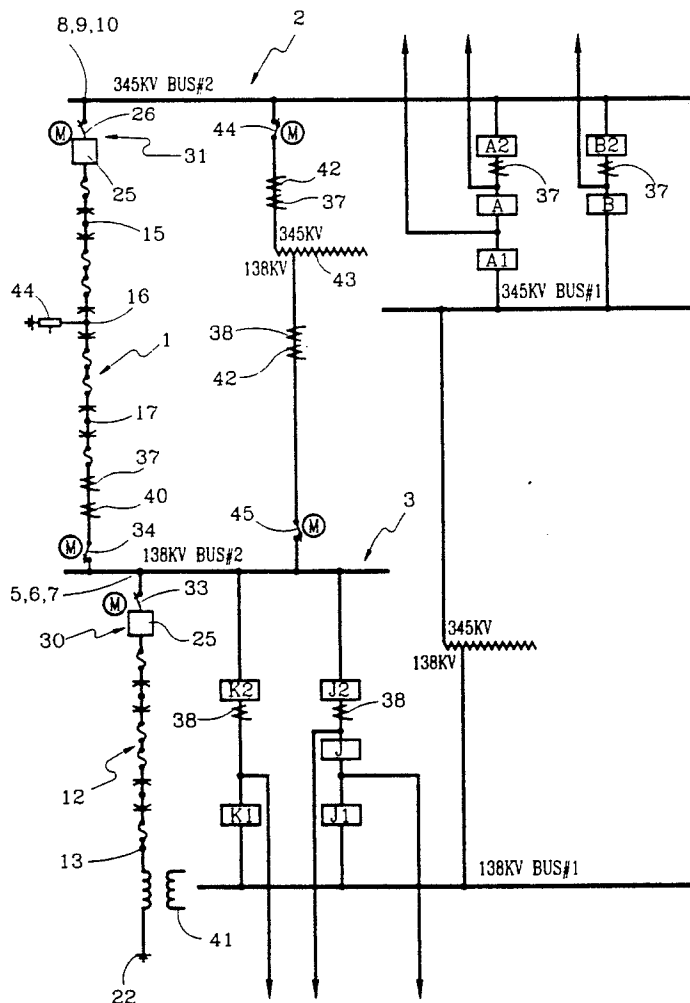 2
8,9,10
345KV BUS#2
26
M
31
25
44
M
42
37
345KV
138KV
43
A2
B2
37
37
A
B
A1
345KV BUS#1
15
44
16
1
38
42
17
37
40
45
M
3
M
34
138KV BUS#2
5,6,7
M
33
30
25
345KV
138KV
K2
J2
38
38
J
12
K1
J1
13
138KV BUS#1
41
22